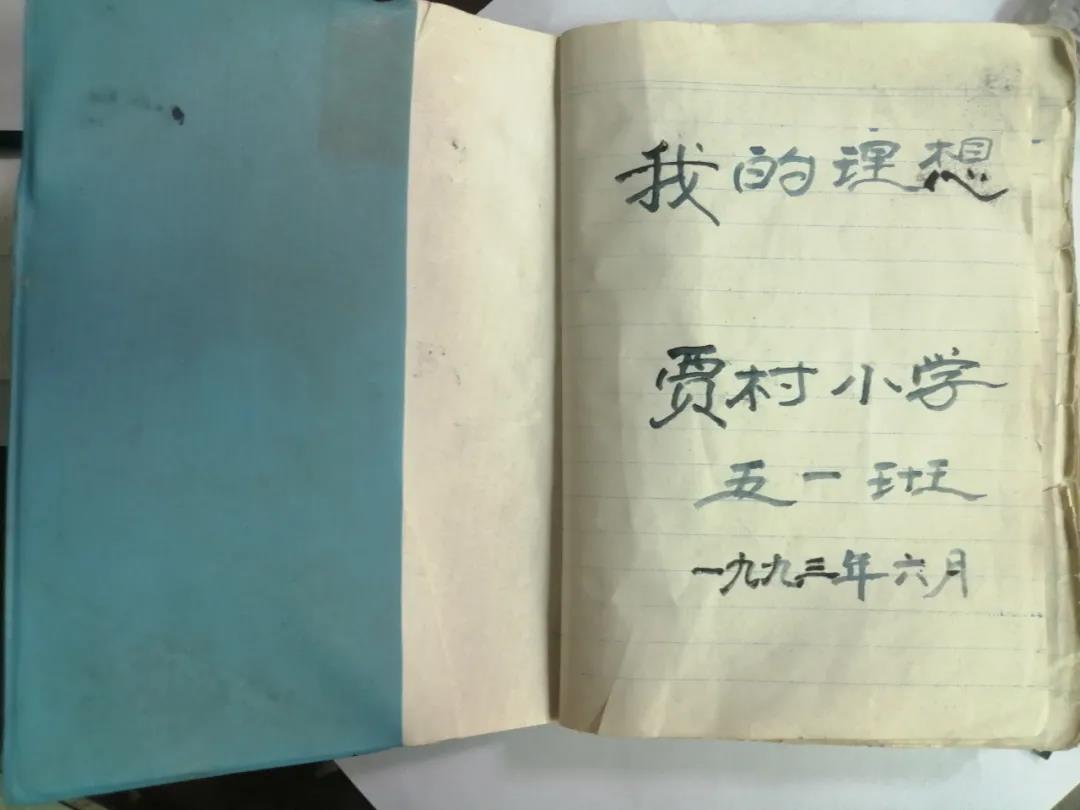 我的理想
贾村小学
五一班
一九九三年六月